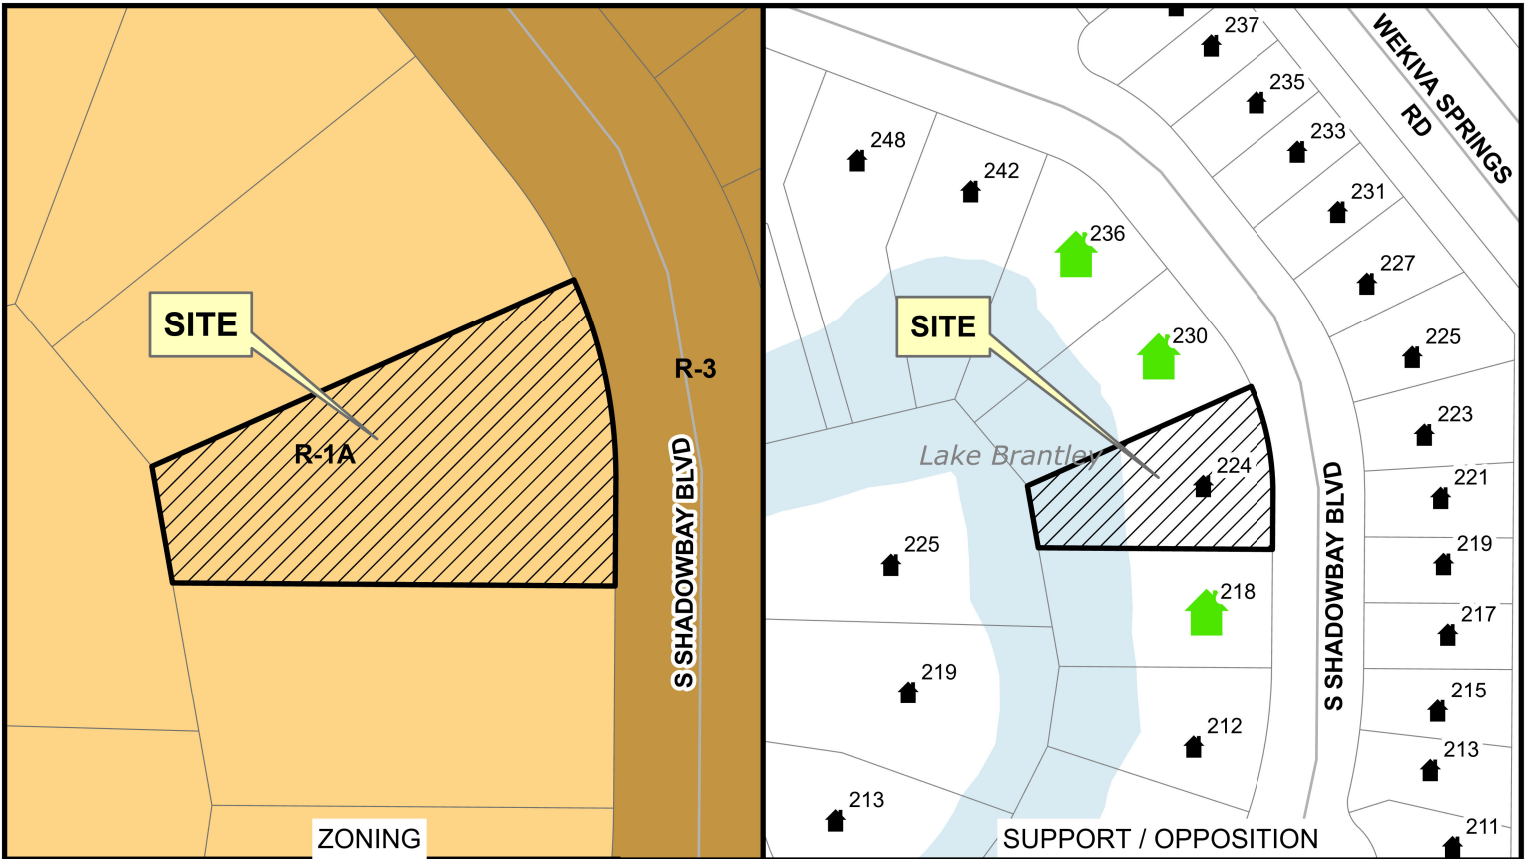 SITE
R-1A
R-3
S SHADOWBAY BLVD
ZONING
237
WEKIVA SPRINGS
RD
235
233
248
242
231
236
227
SITE
230
225
223
Lake Brantley
224
221
225
219
218
217
S SHADOWBAY BLVD
219
215
212
213
213
211
SUPPORT / OPPOSITION